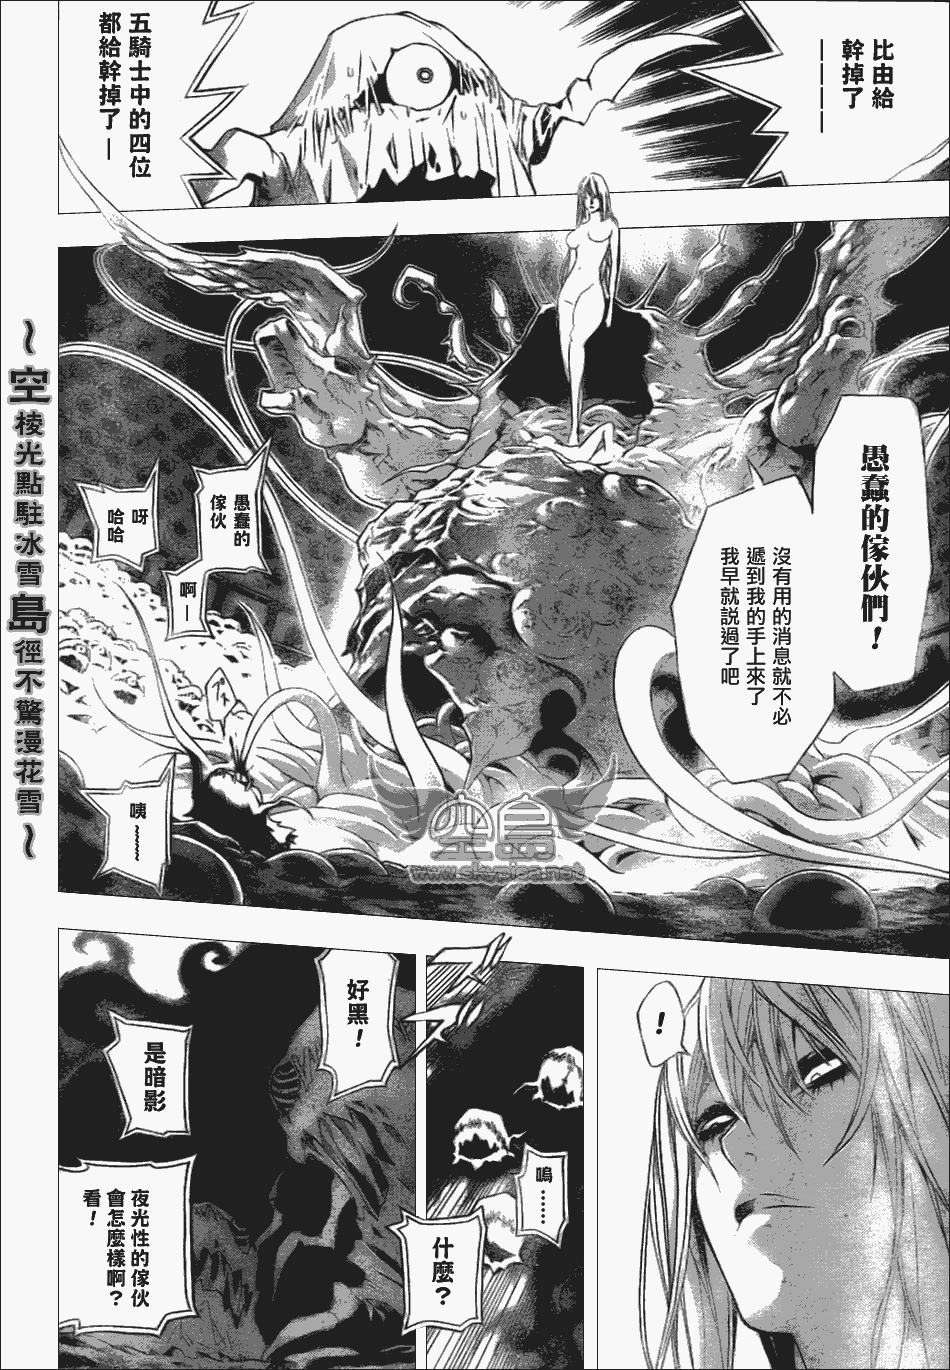 比由給
幹掉了
————
五騎士中的四位
都給幹掉了—
愚蠢的傢伙們！
沒有用的消息就不必
遞到我的手上來了
我早就説過了吧
愚蠢的
傢伙
啊—
呀
哈哈
咦~~~~
！
嗚……
什麼？
好黑！
是暗影
夜光性的傢伙
會怎麼樣啊？
看！
~空棱光點駐冰雪島徑不驚漫花雪~
空島
www.skypica.net